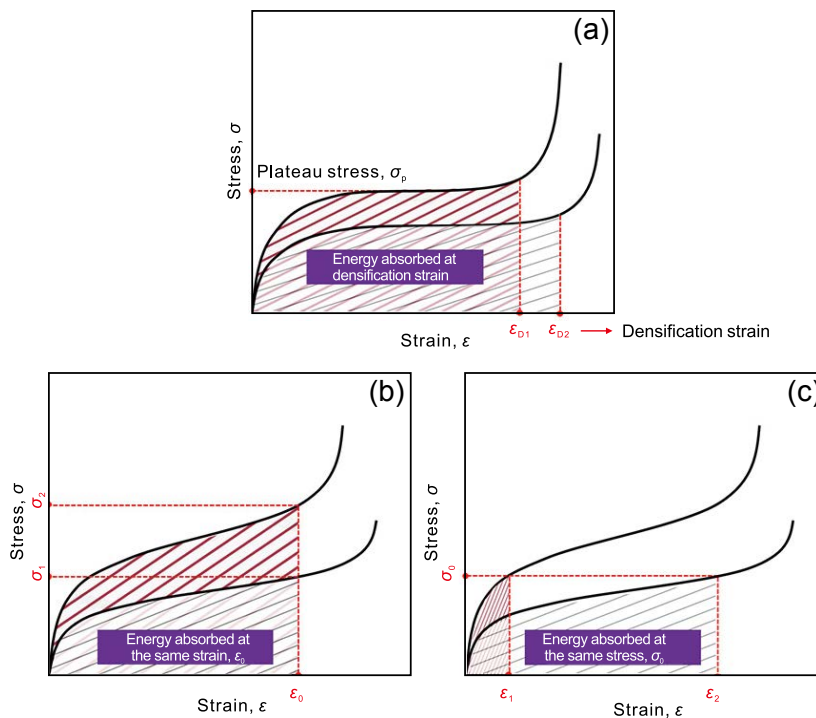 (a)
Stress, σ
Plateau stress, σp
Energy absorbed at
densification strain
Strain, ε
εD1
εD2
Densification strain
(b)
Stress, σ
σ2
σ1
Energy absorbed at
the same strain, ε0
Strain, ε
ε0
(c)
Stress, σ
σ0
Energy absorbed at
the same stress, σ0
ε1
ε2
Strain, ε